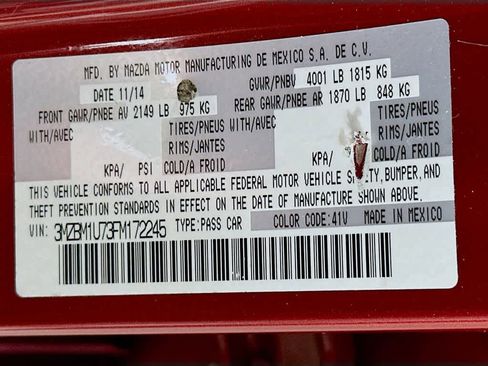 MFD. BY MAZDA MOTOR MANUFACTURING DE MEXICO S.A. DE C.V.
DATE 11/14 GVWR/PNBV 4001 LB 1815 KG
FRONT GAWR/PNBE AV 2149 LB 975 KG REAR GAWR/PNBE AR 1870 LB 848 KG
WITH/AVEC TIRES/PNEUS WITH/AVEC TIRES/PNEUS
RIMS/JANTES RIMS/JANTES
KPA/ PSI COLD/A FROID KPA/ COLD/A FROID
THIS VEHICLE CONFORMS TO ALL APPLICABLE FEDERAL MOTOR VEHICLE BUMPER, AND
THEFT PREVENTION STANDARDS IN EFFECT ON THE DATE OF MANUFACTURE SHOWN ABOVE.
VIN: 3MZBM1U73FM172245 TYPE:PASS CAR COLOR CODE:41V MADE IN MEXICO